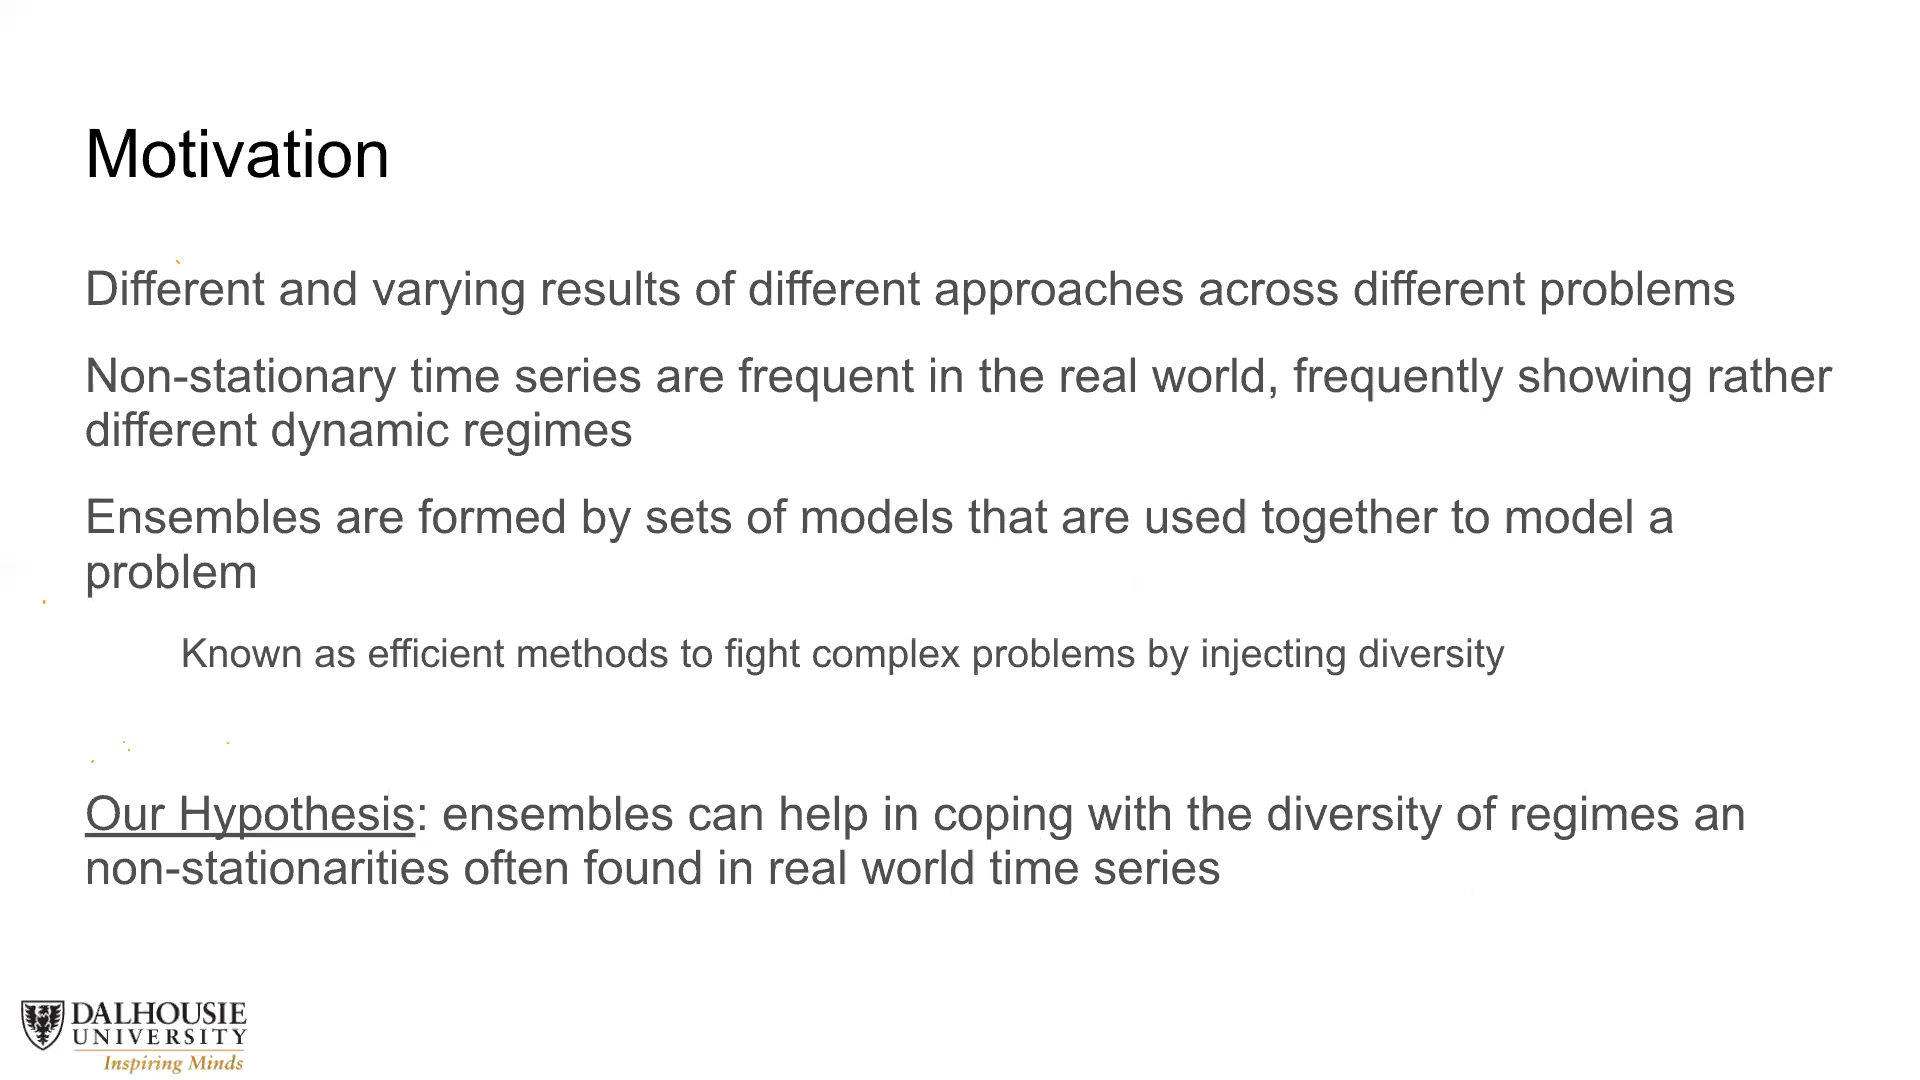 Motivation
Different and varying results of different approaches across different problems
Non-stationary time series are frequent in the real world, frequently showing rather
different dynamic regimes
Ensembles are formed by sets of models that are used together to model a
problem
Known as efficient methods to fight complex problems by injecting diversity
Our Hypothesis: ensembles can help in coping with the diversity of regimes an
non-stationarities often found in real world time series
DALHOUSIE
UNIVERSITY
Inspiring Minds